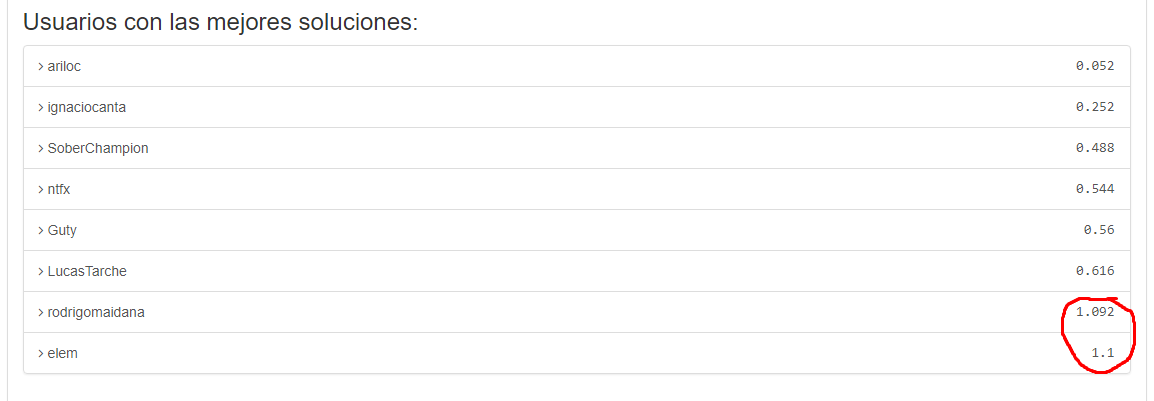 Usuarios con las mejores soluciones:
> ariloc 0.052
> ignaciocanta 0.252
> SoberChampion 0.488
> ntfx 0.544
> Guty 0.56
> LucasTarche 0.616
> rodrigomaidana 1.092
> elem 1.1